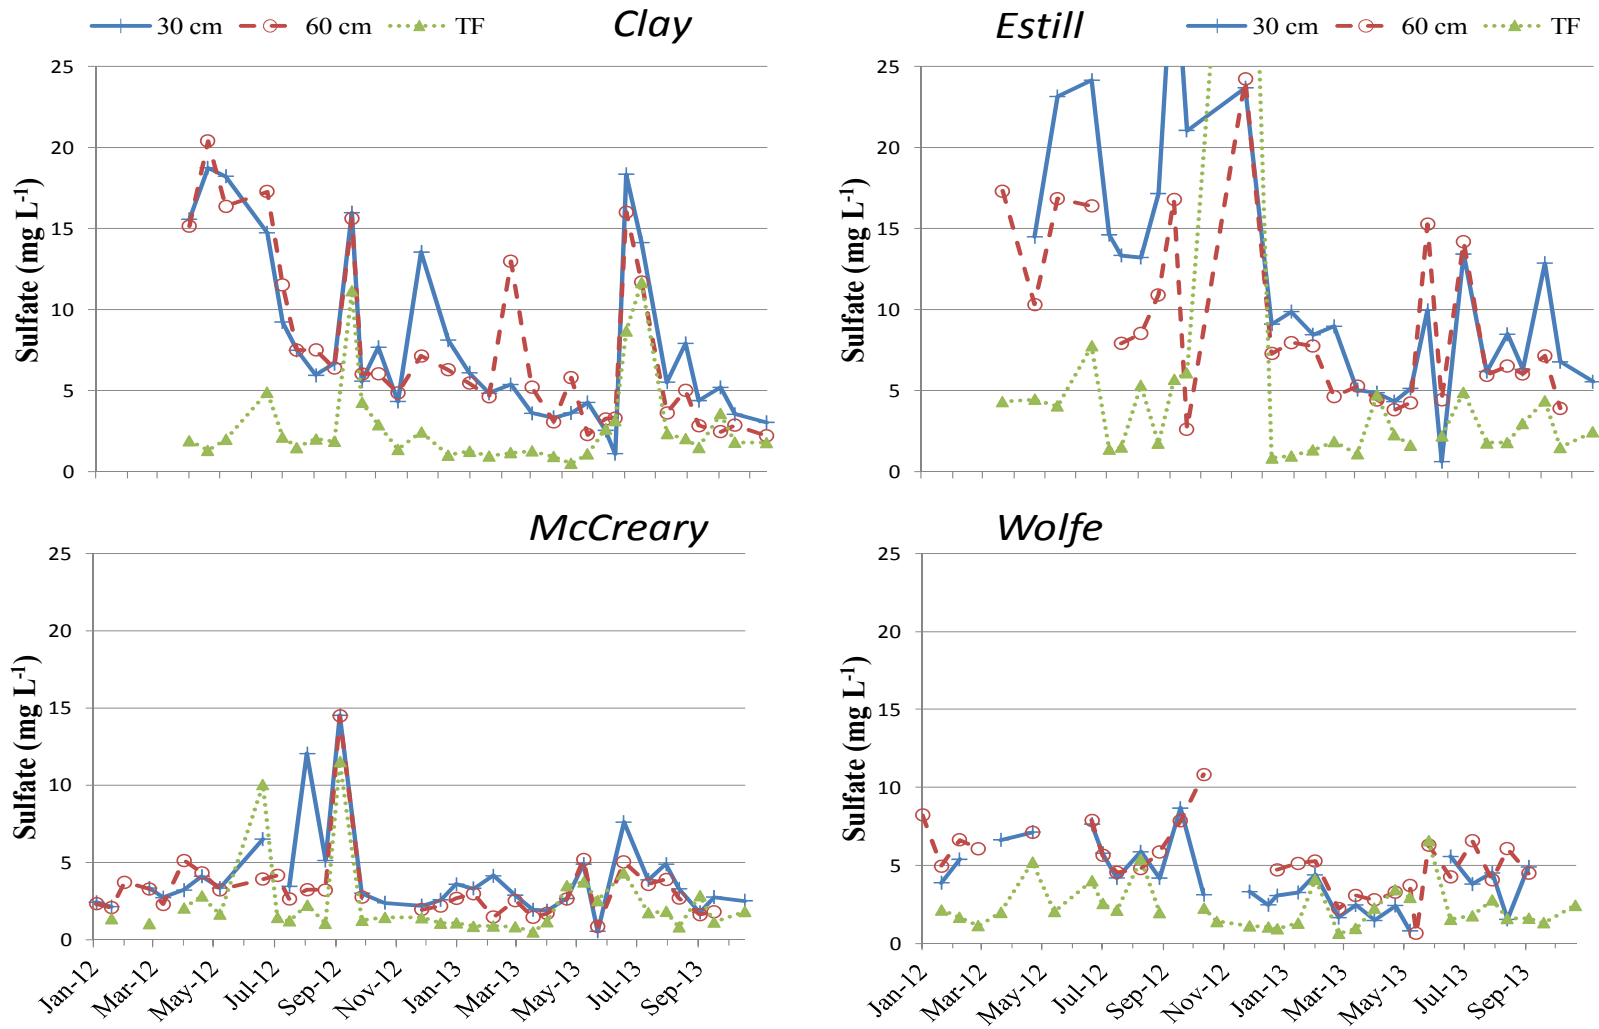 30 cm 60 cm TF Clay
Estill 30 cm 60 cm TF
25
20
15
10
5
0
Sulfate (mg L⁻¹)
25
20
15
10
5
0
Sulfate (mg L⁻¹)
McCreary
Wolfe
25
20
15
10
5
0
Sulfate (mg L⁻¹)
Jan-12 Mar-12 May-12 Jul-12 Sep-12 Nov-12 Jan-13 Mar-13 May-13 Jul-13 Sep-13
25
20
15
10
5
0
Sulfate (mg L⁻¹)
Jan-12 Mar-12 May-12 Jul-12 Sep-12 Nov-12 Jan-13 Mar-13 May-13 Jul-13 Sep-13